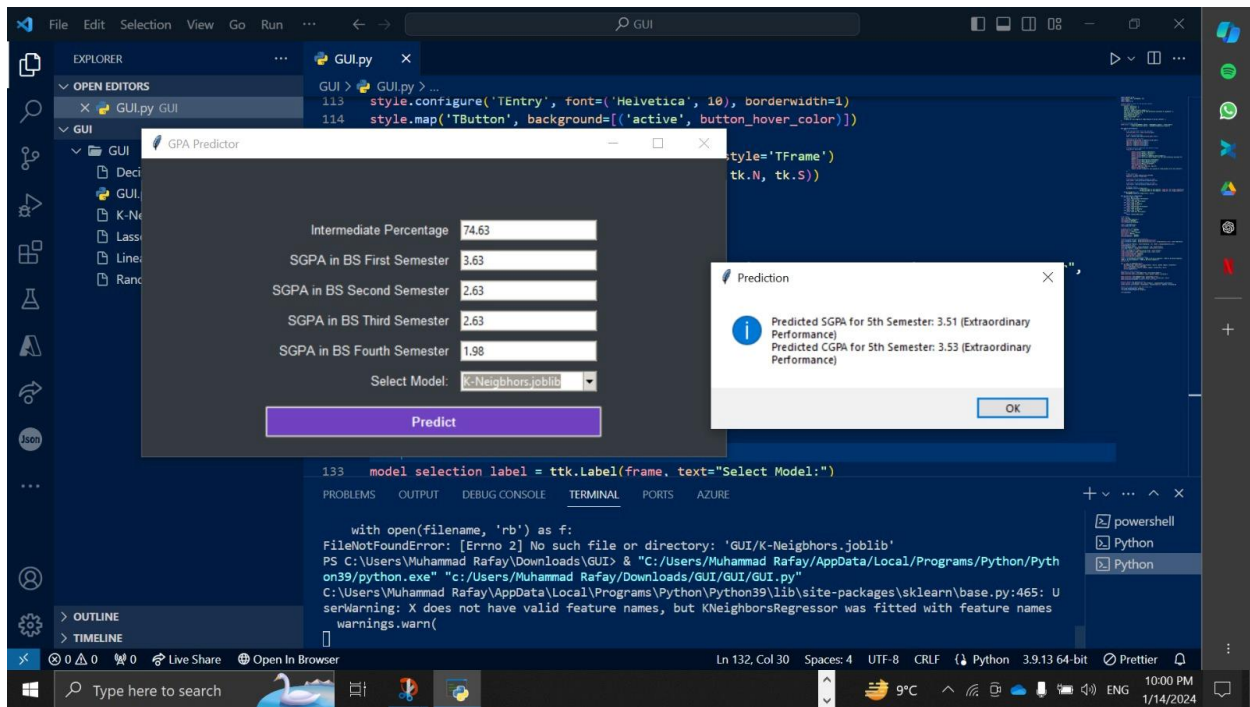 File Edit Selection View Go Run ... GUI
EXPLORER
GUI.py
OPEN EDITORS
GUI.py GUI
GUI > GUI.py > ...
113 style.configure('TEntry', font=('Helvetica', 10), borderwidth=1)
114 style.map('TButton', background=[('active', button_hover_color)])
GUI
GUI
Deci
GUI.
K-Ne
Lass
Linea
Rand
tyle='TFrame')
tk.N, tk.S))
",
GPA Predictor
Intermediate Percentage 74.63
SGPA in BS First Semester 3.63
SGPA in BS Second Semester 2.63
SGPA in BS Third Semester 2.63
SGPA in BS Fourth Semester 1.98
Select Model: K-Neigbhors.joblib
Predict
Prediction
Predicted SGPA for 5th Semester: 3.51 (Extraordinary
Performance)
Predicted CGPA for 5th Semester: 3.53 (Extraordinary
Performance)
OK
133 model_selection_label = ttk.Label(frame, text="Select Model:")
PROBLEMS OUTPUT DEBUG CONSOLE TERMINAL PORTS AZURE
with open(filename, 'rb') as f:
FileNotFoundError: [Errno 2] No such file or directory: 'GUI/K-Neigbhors.joblib'
PS C:\Users\Muhammad Rafay\Downloads\GUI> & "C:/Users/Muhammad Rafay/AppData/Local/Programs/Python/Pyth
on39/python.exe" "c:/Users/Muhammad Rafay/Downloads/GUI/GUI/GUI.py"
C:\Users\Muhammad Rafay\AppData\Local\Programs\Python\Python39\lib\site-packages\sklearn\base.py:465: U
serWarning: X does not have valid feature names, but KNeighborsRegressor was fitted with feature names
warnings.warn(
powershell
Python
Python
Json
OUTLINE
TIMELINE
0 0 0 Live Share Open In Browser Ln 132, Col 30 Spaces: 4 UTF-8 CRLF Python 3.9.13 64-bit Prettier
Type here to search 9°C ENG 10:00 PM
1/14/2024